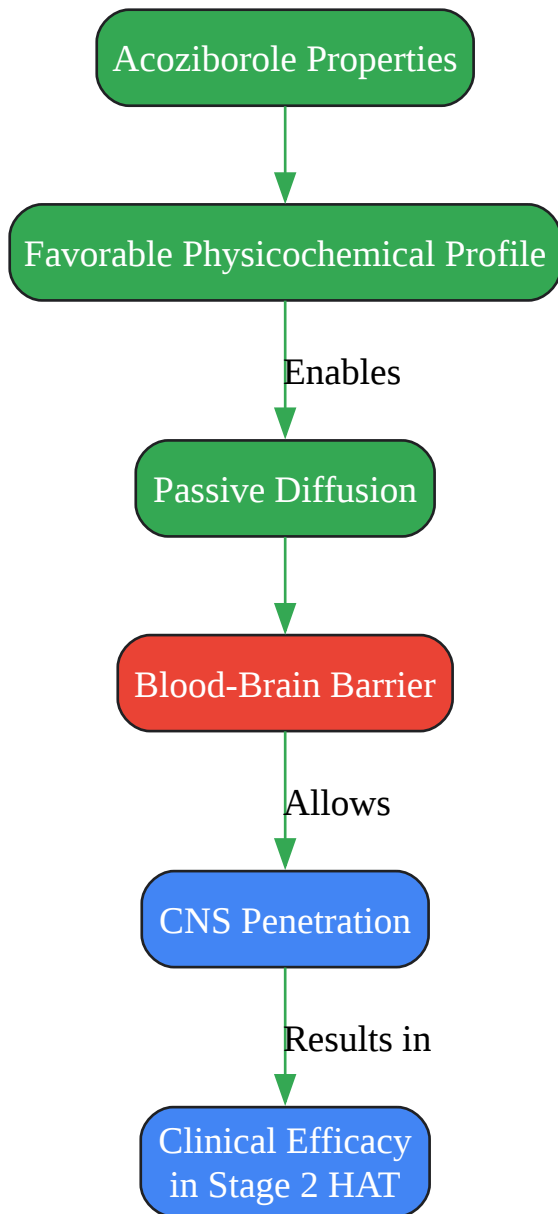 Acoziborole Properties
Favorable Physicochemical Profile
Enables
Passive Diffusion
Blood-Brain Barrier
Allows
CNS Penetration
Results in
Clinical Efficacy
in Stage 2 HAT